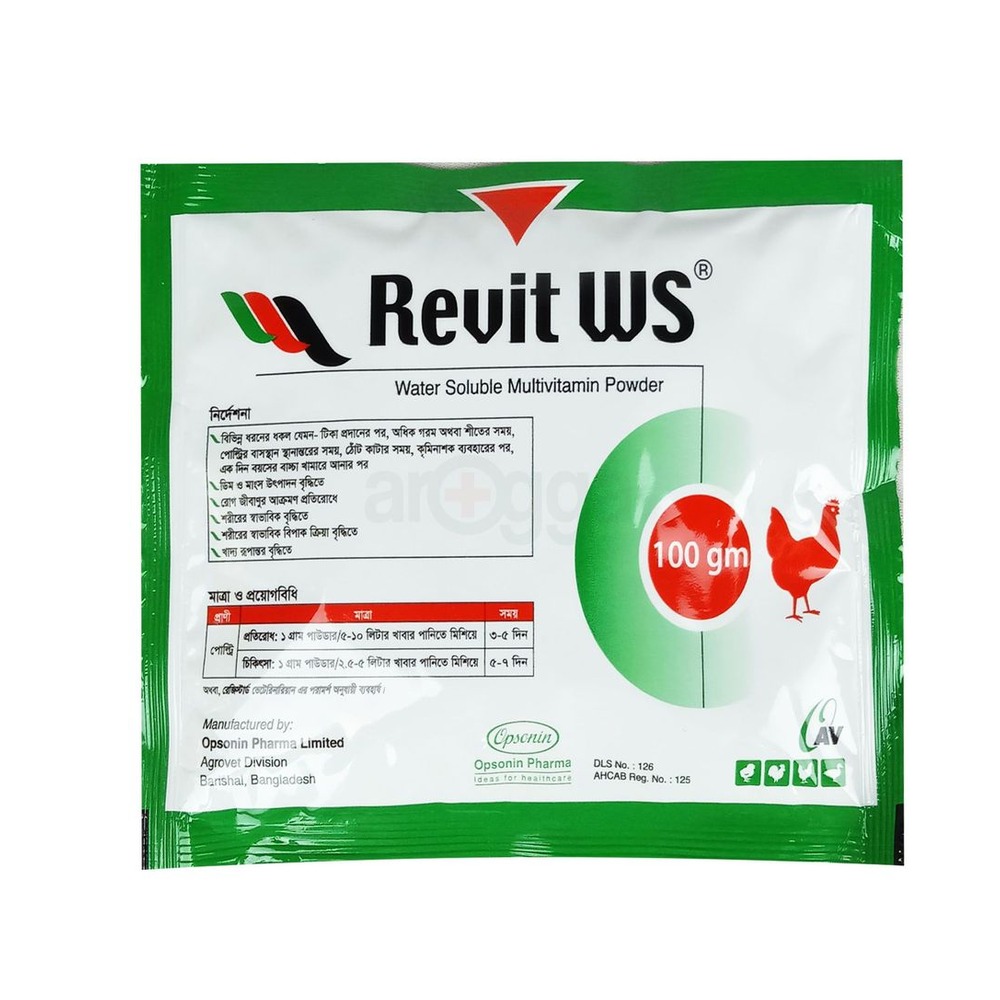 Revit WS®
Water Soluble Multivitamin Powder
নির্দেশনা
বিভিন্ন ধরনের ধকল যেমন- টিকা প্রদানের পর, অধিক গরম অথবা শীতের সময়,
পোল্ট্রির বাসস্থান স্থানান্তরের সময়, ঠোঁট কাটার সময়, কৃমিনাশক ব্যবহারের পর,
এক দিন বয়সের বাচ্চা খামারে আনার পর
ডিম ও মাংস উৎপাদন বৃদ্ধিতে
রোগ জীবাণুর আক্রমণ প্রতিরোধে
শরীরের স্বাভাবিক বৃদ্ধিতে
শরীরের স্বাভাবিক বিপাক ক্রিয়া বৃদ্ধিতে
খাদ্য রূপান্তর বৃদ্ধিতে
arogga
100 gm
মাত্রা ও প্রয়োগবিধি
প্রাণী মাত্রা সময়
পোল্ট্রি
প্রতিরোধ: ১ গ্রাম পাউডার/৫-১০ লিটার খাবার পানিতে মিশিয়ে ৩-৫ দিন
চিকিৎসা: ১ গ্রাম পাউডার/২.৫-৫ লিটার খাবার পানিতে মিশিয়ে ৫-৭ দিন
অথবা, রেজিস্টার্ড ভেটেরিনারিয়ান এর পরামর্শ অনুযায়ী ব্যবহার্য।
Manufactured by:
Opsonin Pharma Limited
Agrovet Division
Barishal, Bangladesh
Opsonin
Opsonin Pharma
Ideas for healthcare
DLS No. : 126
AHCAB Reg. No. : 125
AV